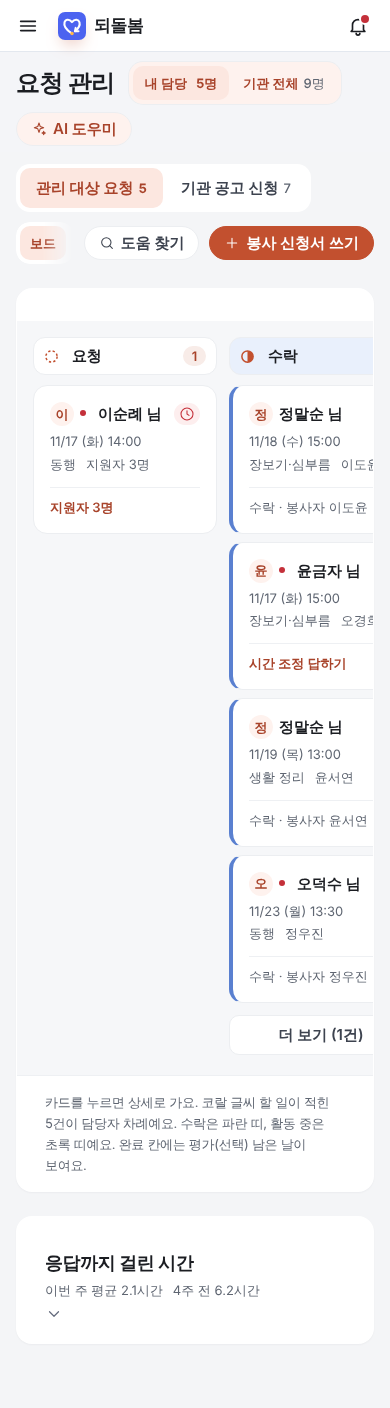 되돌봄
요청 관리
내 담당 5명
기관 전체 9명
AI 도우미
관리 대상 요청 5
기관 공고 신청 7
보드
도움 찾기
봉사 신청서 쓰기
요청
1
이
이순례 님
11/17 (화) 14:00
동행 지원자 3명
지원자 3명
수락
정
정말순 님
11/18 (수) 15:00
장보기·심부름 이도
수락 · 봉사자 이도윤
윤
윤금자 님
11/17 (화) 15:00
장보기·심부름 오경
시간 조정 답하기
정
정말순 님
11/19 (목) 13:00
생활 정리 윤서연
수락 · 봉사자 윤서연
오
오덕수 님
11/23 (월) 13:30
동행 정우진
수락 · 봉사자 정우진
더 보기 (1건)
카드를 누르면 상세로 가요. 코랄 글씨 할 일이 적힌
5건이 담당자 차례예요. 수락은 파란 띠, 활동 중은
초록 띠예요. 완료 칸에는 평가(선택) 남은 날이
보여요.
응답까지 걸린 시간
이번 주 평균 2.1시간 4주 전 6.2시간